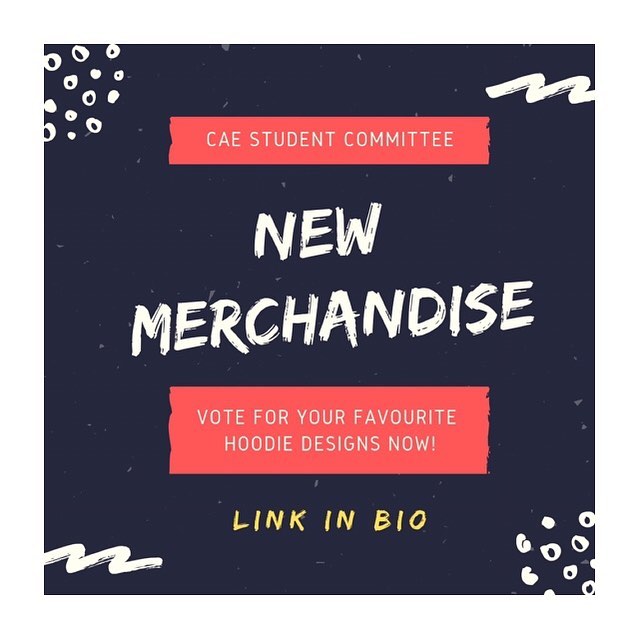 CAE STUDENT COMMITTEE
NEW
MERCHANDISE
VOTE FOR YOUR FAVOURITE
HOODIE DESIGNS NOW!
LINK IN BIO